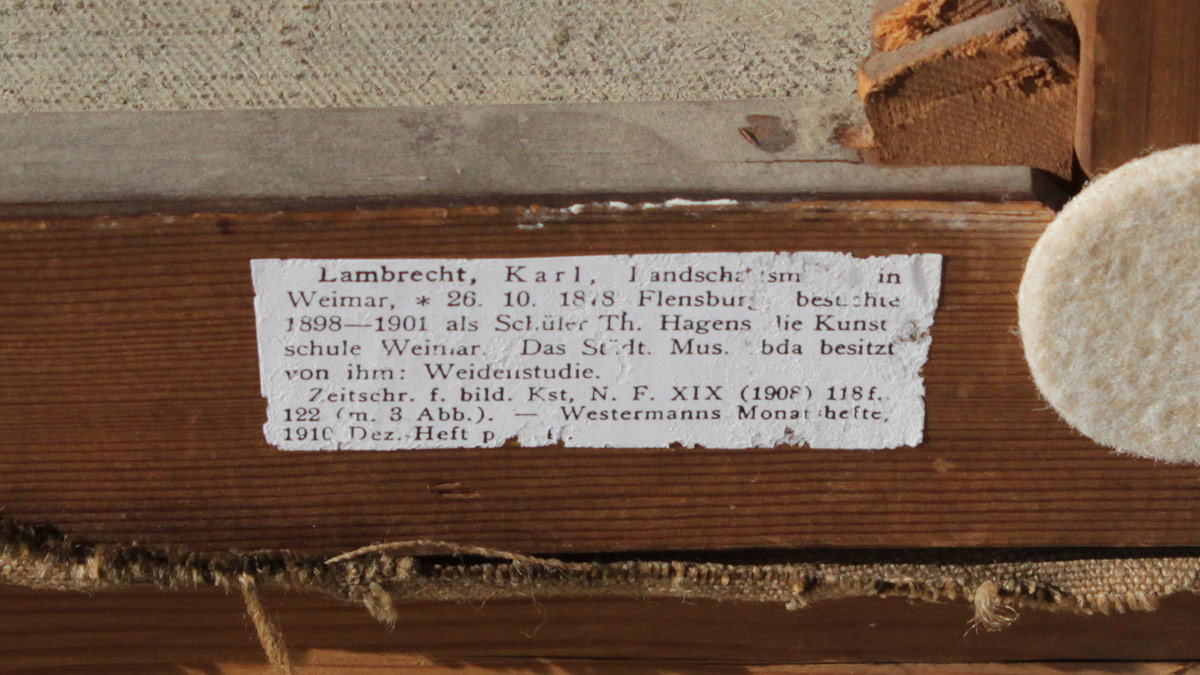 Lambrecht, Karl, in
Weimar, * 26. 10. 1878 Flensburg besuchte
1898—1901 als Schüler Th. Hagens die Kunst
schule Weimar. Das Städt. Mus. ebda besitzt
von ihm: Weidenstudie.
Zeitschr. f. bild. Kst, N. F. XIX (1908) 118f.,
122 (m. 3 Abb.). — Westermanns Monatshefte,
1910 Dez.-Heft p